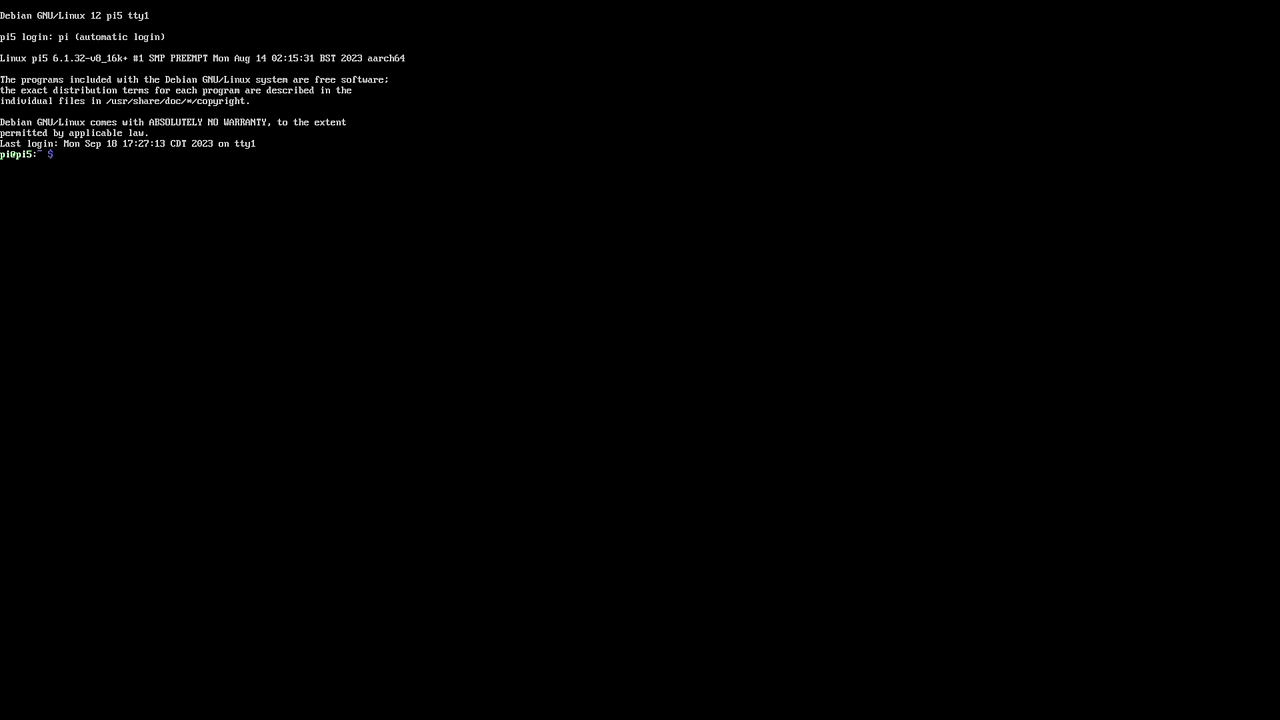 Debian GNU/Linux 12 pi5 tty1
pi5 login: pi (automatic login)
Linux pi5 6.1.32-v8_16k+ #1 SMP PREEMPT Mon Aug 14 02:15:31 BST 2023 aarch64
The programs included with the Debian GNU/Linux system are free software;
the exact distribution terms for each program are described in the
individual files in /usr/share/doc/*/copyright.
Debian GNU/Linux comes with ABSOLUTELY NO WARRANTY, to the extent
permitted by applicable law.
Last login: Mon Sep 18 17:27:13 CDT 2023 on tty1
pi@pi5:~ $